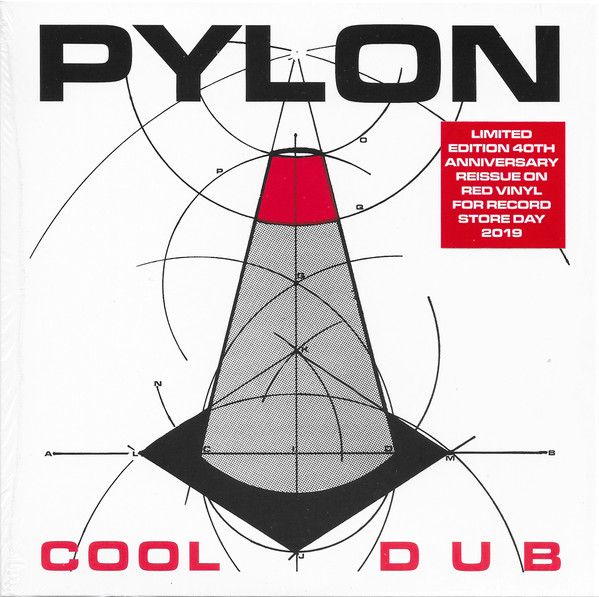 PYLON
LIMITED
EDITION 40TH
ANNIVERSARY
REISSUE ON
RED VINYL
FOR RECORD
STORE DAY
2019
O
P
Q
K
N
A
L
C
I
D
M
B
J
COOL DUB